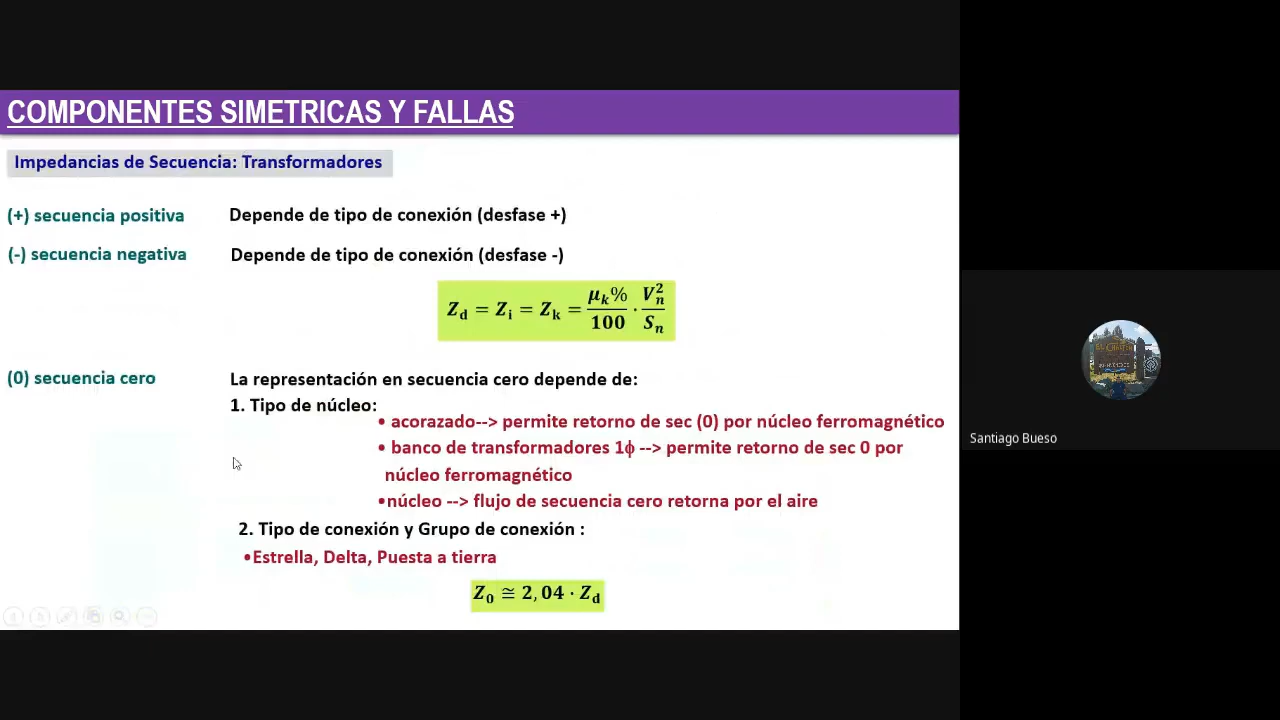 COMPONENTES SIMETRICAS Y FALLAS
Impedancias de Secuencia: Transformadores
(+) secuencia positiva Depende de tipo de conexión (desfase +)
(-) secuencia negativa Depende de tipo de conexión (desfase -)
Z_d = Z_i = Z_k = μ_k%/100 · V_n^2/S_n
(0) secuencia cero La representación en secuencia cero depende de:
1. Tipo de núcleo:
• acorazado--> permite retorno de sec (0) por núcleo ferromagnético
• banco de transformadores 1ϕ --> permite retorno de sec 0 por
núcleo ferromagnético
•núcleo --> flujo de secuencia cero retorna por el aire
2. Tipo de conexión y Grupo de conexión :
•Estrella, Delta, Puesta a tierra
Z_0 ≅ 2,04 · Z_d
Santiago Bueso